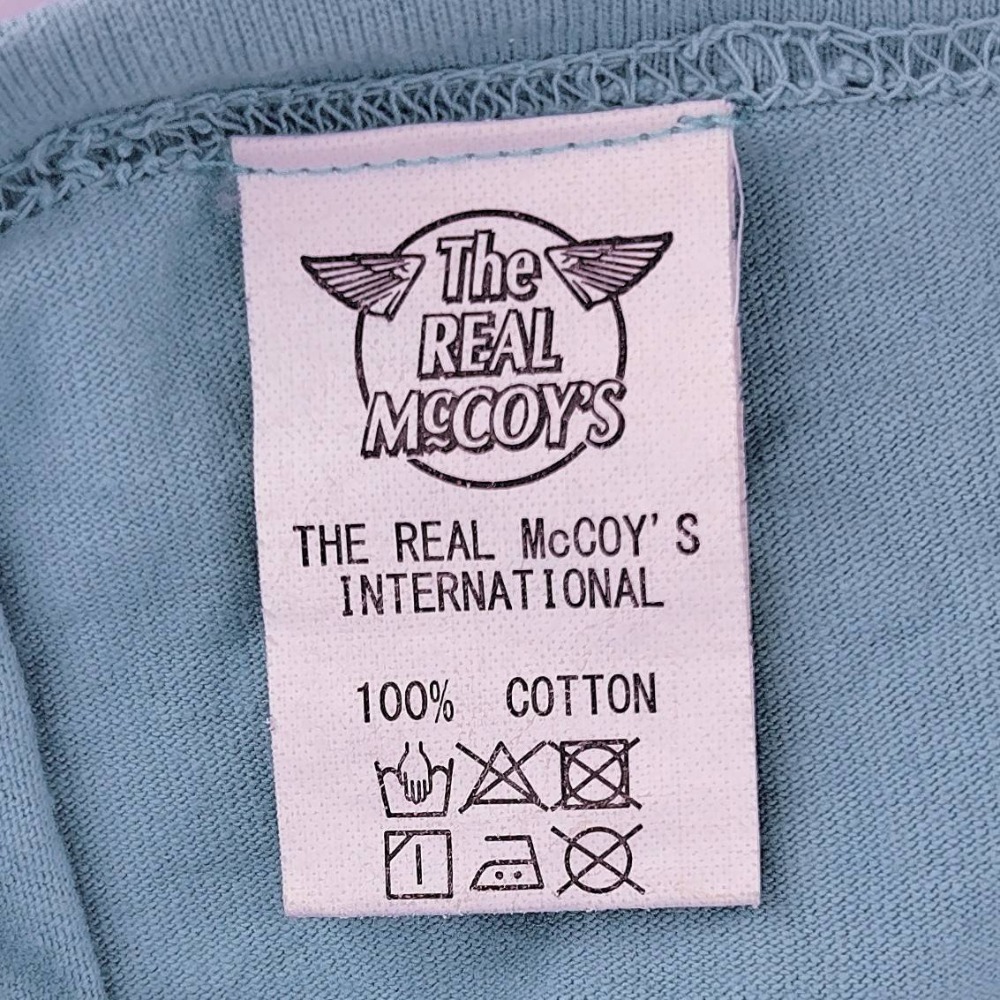 The
REAL
McCOY'S
THE REAL McCOY'S
INTERNATIONAL
100% COTTON